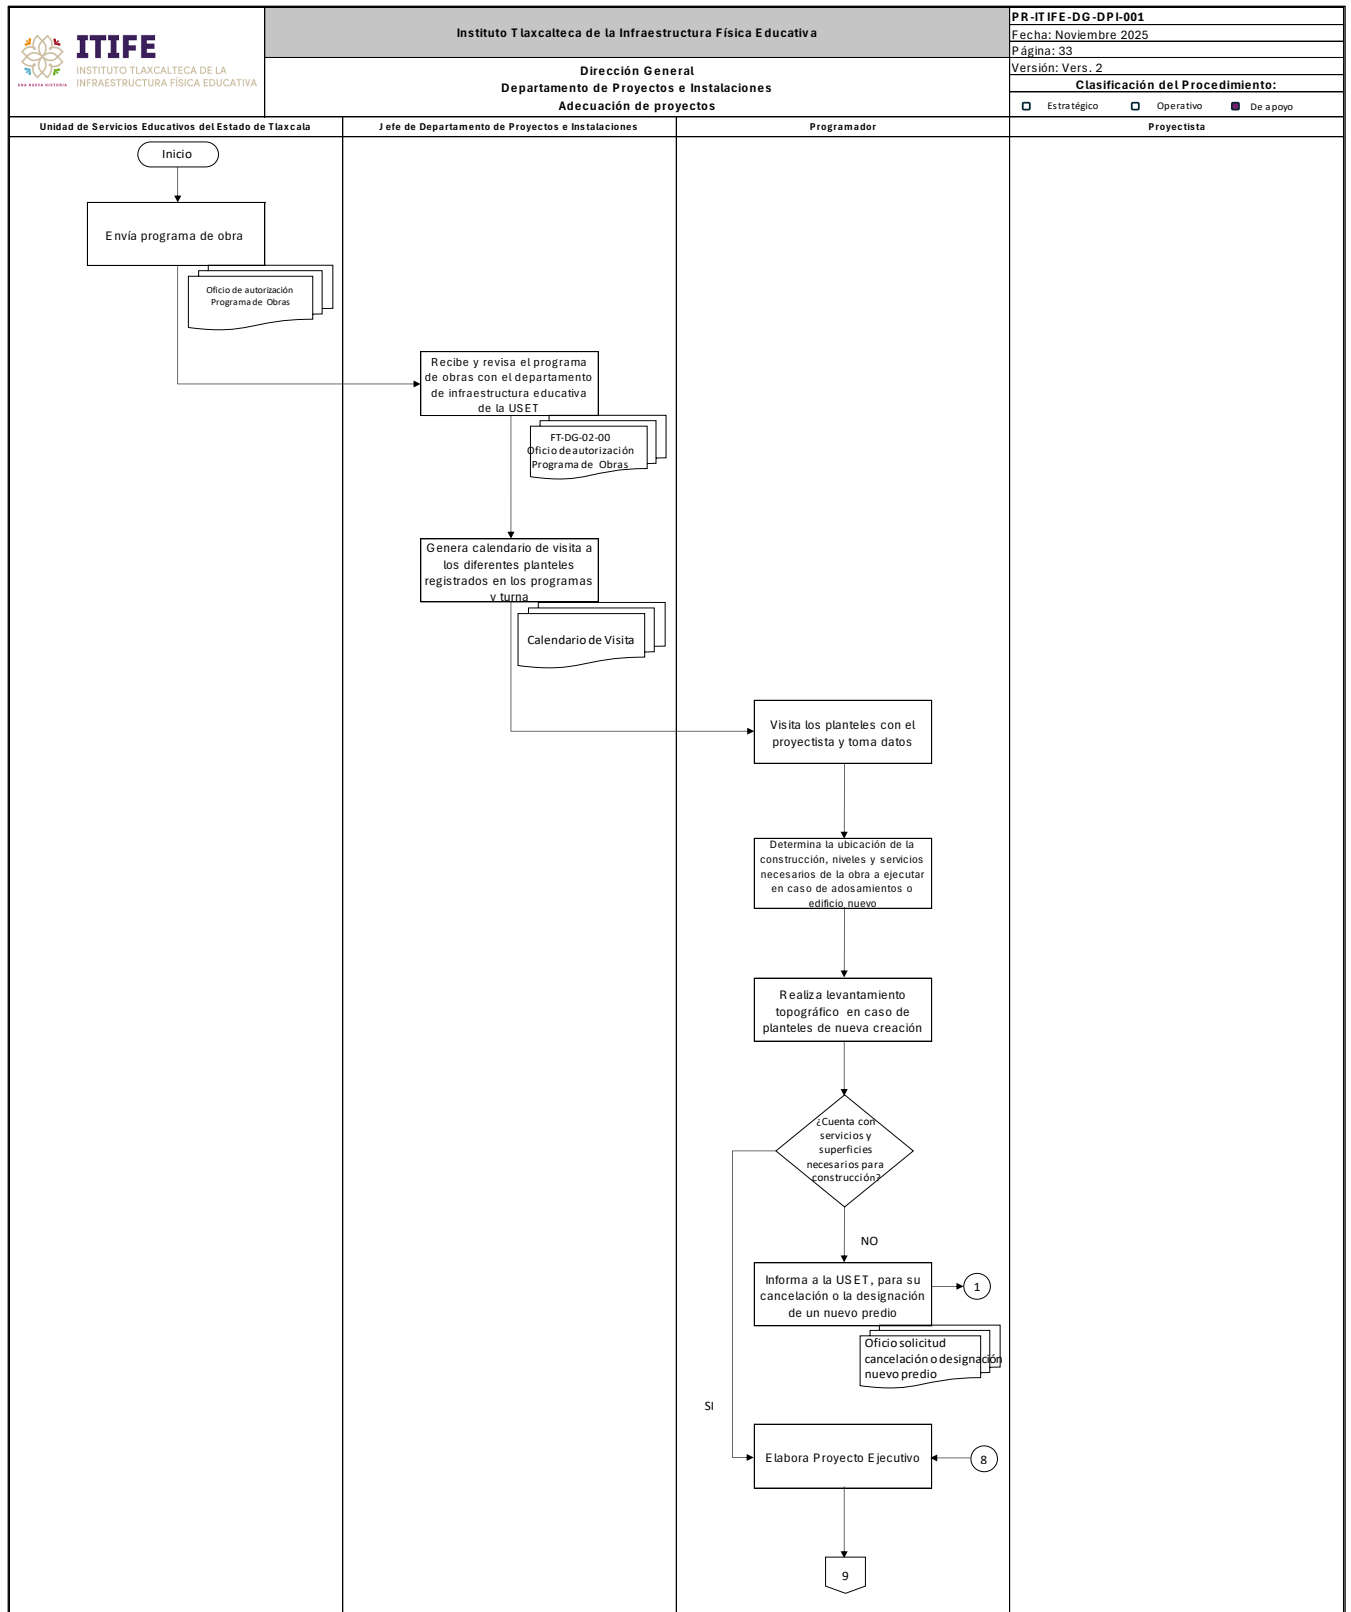 ITIFE
INSTITUTO TLAXCALTECA DE LA
INFRAESTRUCTURA FÍSICA EDUCATIVA
UNA NUEVA HISTORIA
Instituto Tlaxcalteca de la Infraestructura Física Educativa
Dirección General
Departamento de Proyectos e Instalaciones
Adecuación de proyectos
PR-ITIFE-DG-DPI-001
Fecha: Noviembre 2025
Página: 33
Versión: Vers. 2
Clasificación del Procedimiento:
Estratégico Operativo De apoyo
Unidad de Servicios Educativos del Estado de Tlaxcala
Jefe de Departamento de Proyectos e Instalaciones
Programador
Proyectista
Inicio
Envía programa de obra
Oficio de autorización
Programa de Obras
Recibe y revisa el programa
de obras con el departamento
de infraestructura educativa
de la USET
FT-DG-02-00
Oficio de autorización
Programa de Obras
Genera calendario de visita a
los diferentes planteles
registrados en los programas
y turna
Calendario de Visita
Visita los planteles con el
proyectista y toma datos
Determina la ubicación de la
construcción, niveles y servicios
necesarios de la obra a ejecutar
en caso de adosamientos o
edificio nuevo
Realiza levantamiento
topográfico en caso de
planteles de nueva creación
¿Cuenta con
servicios y
superficies
necesarios para
construcción?
NO
Informa a la USET, para su
cancelación o la designación
de un nuevo predio
1
Oficio solicitud
cancelación o designación
nuevo predio
SI
Elabora Proyecto Ejecutivo
8
9